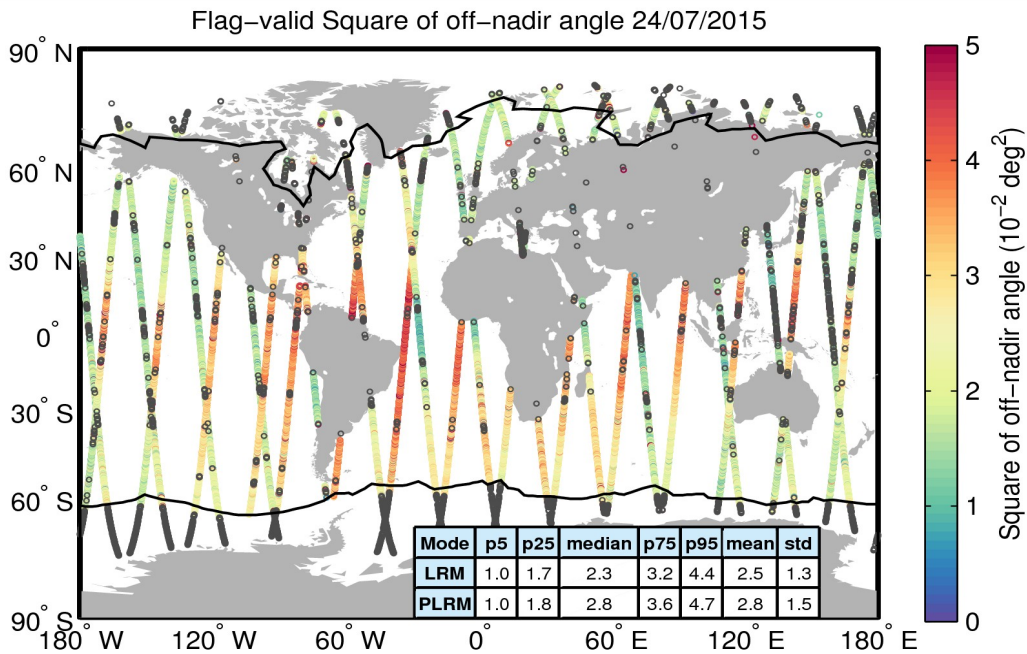 Flag−valid Square of off−nadir angle 24/07/2015
90° N
60° N
30° N
0°
30° S
60° S
90° S
180° W
120° W
60° W
0°
60° E
120° E
180° E
Mode p5 p25 median p75 p95 mean std
LRM 1.0 1.7 2.3 3.2 4.4 2.5 1.3
PLRM 1.0 1.8 2.8 3.6 4.7 2.8 1.5
5
4
3
2
1
0
Square of off−nadir angle (10⁻² deg²)